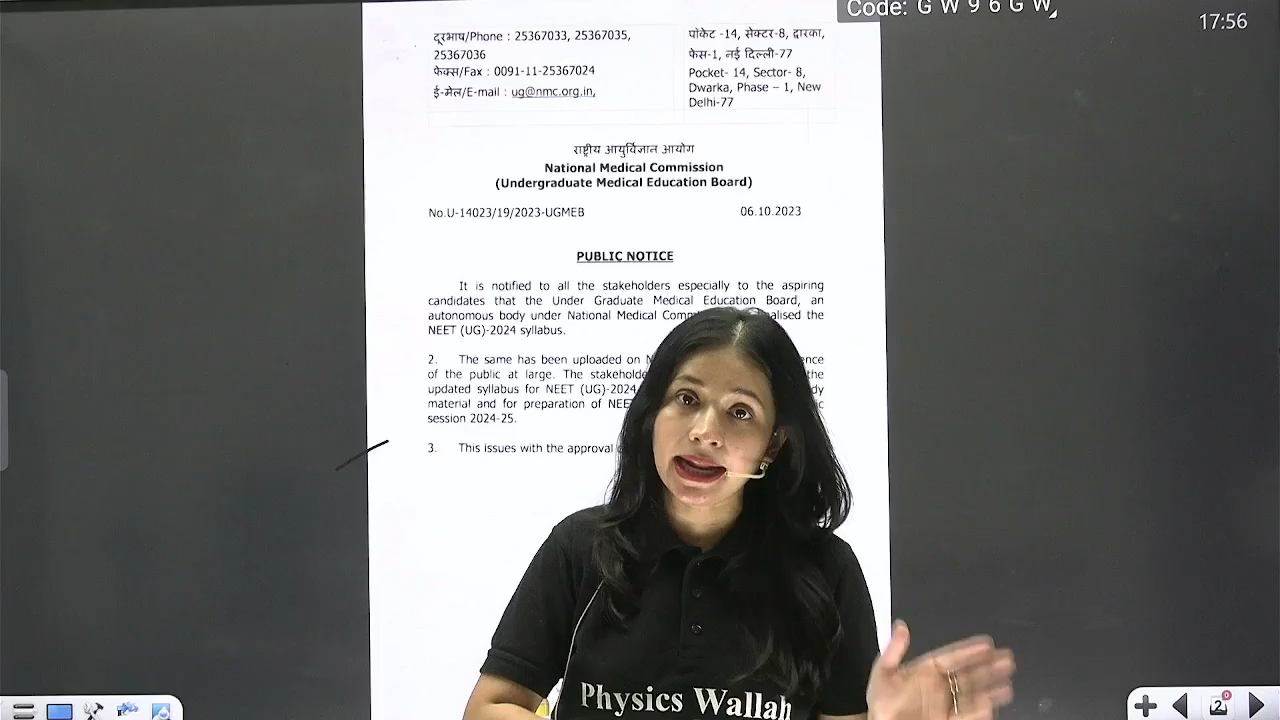 Code: G W 9 6 G W
17:56
दूरभाष/Phone : 25367033, 25367035,
25367036
फेक्स/Fax : 0091-11-25367024
ई-मेल/E-mail : ug@nmc.org.in,
पॉकेट -14, सेक्टर-8, द्वारका,
फेस-1, नई दिल्ली-77
Pocket- 14, Sector- 8,
Dwarka, Phase – 1, New
Delhi-77
राष्ट्रीय आयुर्विज्ञान आयोग
National Medical Commission
(Undergraduate Medical Education Board)
No.U-14023/19/2023-UGMEB
06.10.2023
PUBLIC NOTICE
It is notified to all the stakeholders especially to the aspiring
candidates that the Under Graduate Medical Education Board, an
autonomous body under National Medical the
NEET (UG)-2024 syllabus.
2. The same has been uploaded on
of the public at large. The the
updated syllabus for NEET (UG)-2024
material and for preparation of
session 2024-25.
3. This issues with the approval
Physics Wallah
2
0